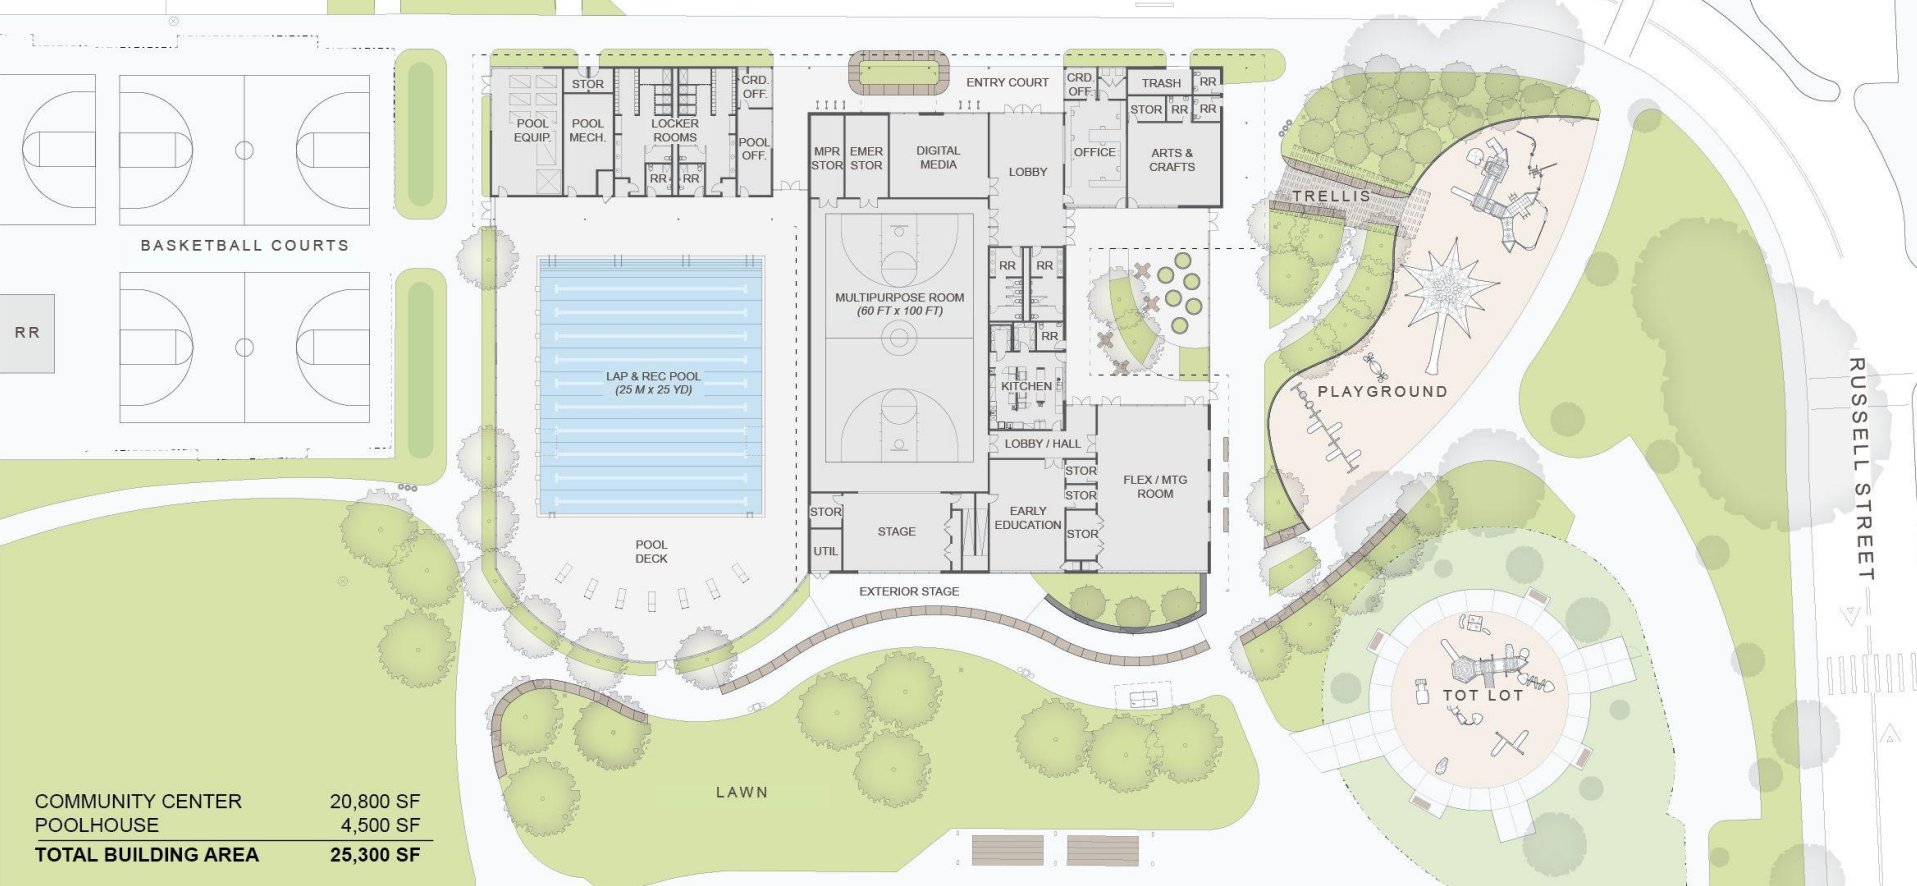 ENTRY COURT
STOR
CRD.
OFF.
CRD.
OFF.
TRASH
RR
POOL
EQUIP.
POOL
MECH.
LOCKER
ROOMS
POOL
OFF.
RR
RR
MPR
STOR
EMER
STOR
DIGITAL
MEDIA
LOBBY
OFFICE
STOR
RR
RR
ARTS &
CRAFTS
TRELLIS
BASKETBALL COURTS
RR
RR
RR
MULTIPURPOSE ROOM
(60 FT x 100 FT)
RR
LAP & REC POOL
(25 M x 25 YD)
KITCHEN
PLAYGROUND
RUSSELL STREET
LOBBY / HALL
STOR
STOR
STOR
FLEX / MTG
ROOM
EARLY
EDUCATION
STOR
STAGE
UTIL
POOL
DECK
EXTERIOR STAGE
TOT LOT
LAWN
COMMUNITY CENTER 20,800 SF
POOLHOUSE 4,500 SF
TOTAL BUILDING AREA 25,300 SF